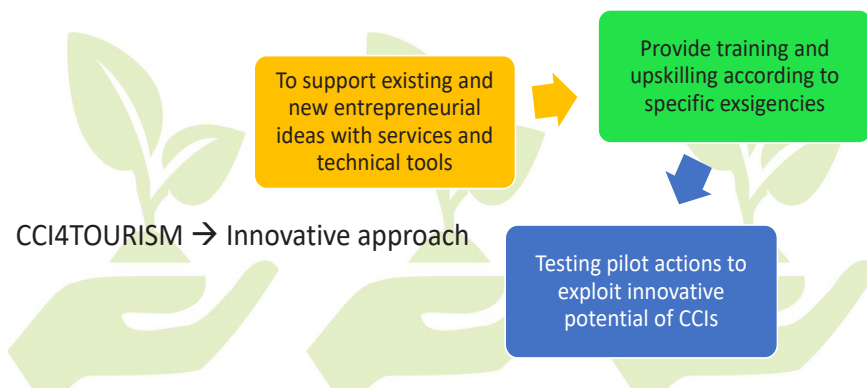 To support existing and
new entrepreneurial
ideas with services and
technical tools
Provide training and
upskilling according to
specific exsigencies
CCI4TOURISM → Innovative approach
Testing pilot actions to
exploit innovative
potential of CCIs